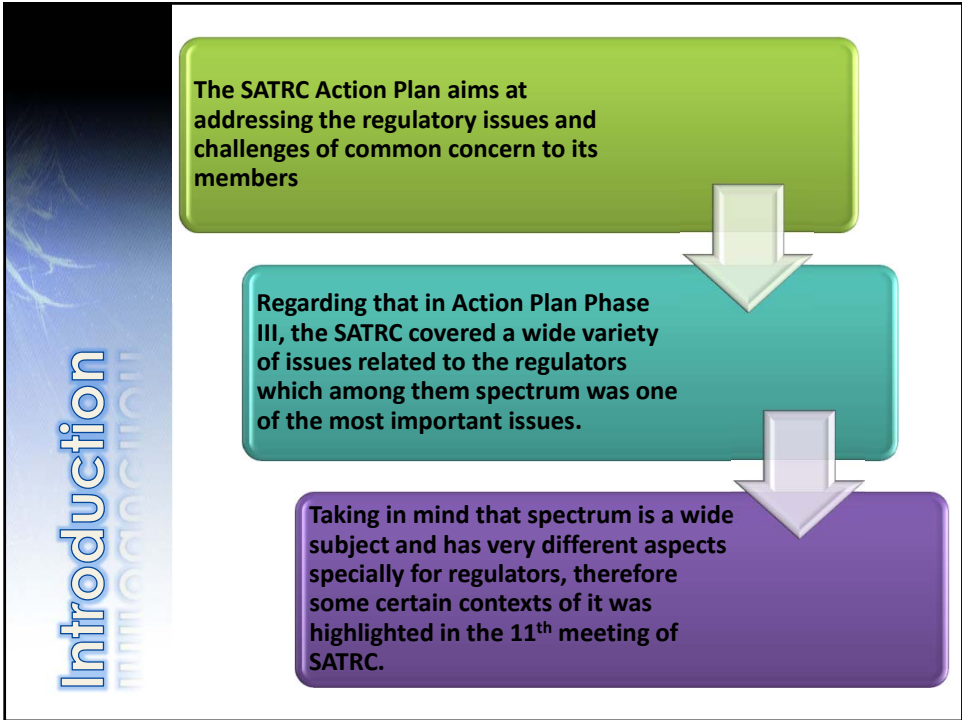 Introduction
The SATRC Action Plan aims at
addressing the regulatory issues and
challenges of common concern to its
members
Regarding that in Action Plan Phase
III, the SATRC covered a wide variety
of issues related to the regulators
which among them spectrum was one
of the most important issues.
Taking in mind that spectrum is a wide
subject and has very different aspects
specially for regulators, therefore
some certain contexts of it was
highlighted in the 11th meeting of
SATRC.